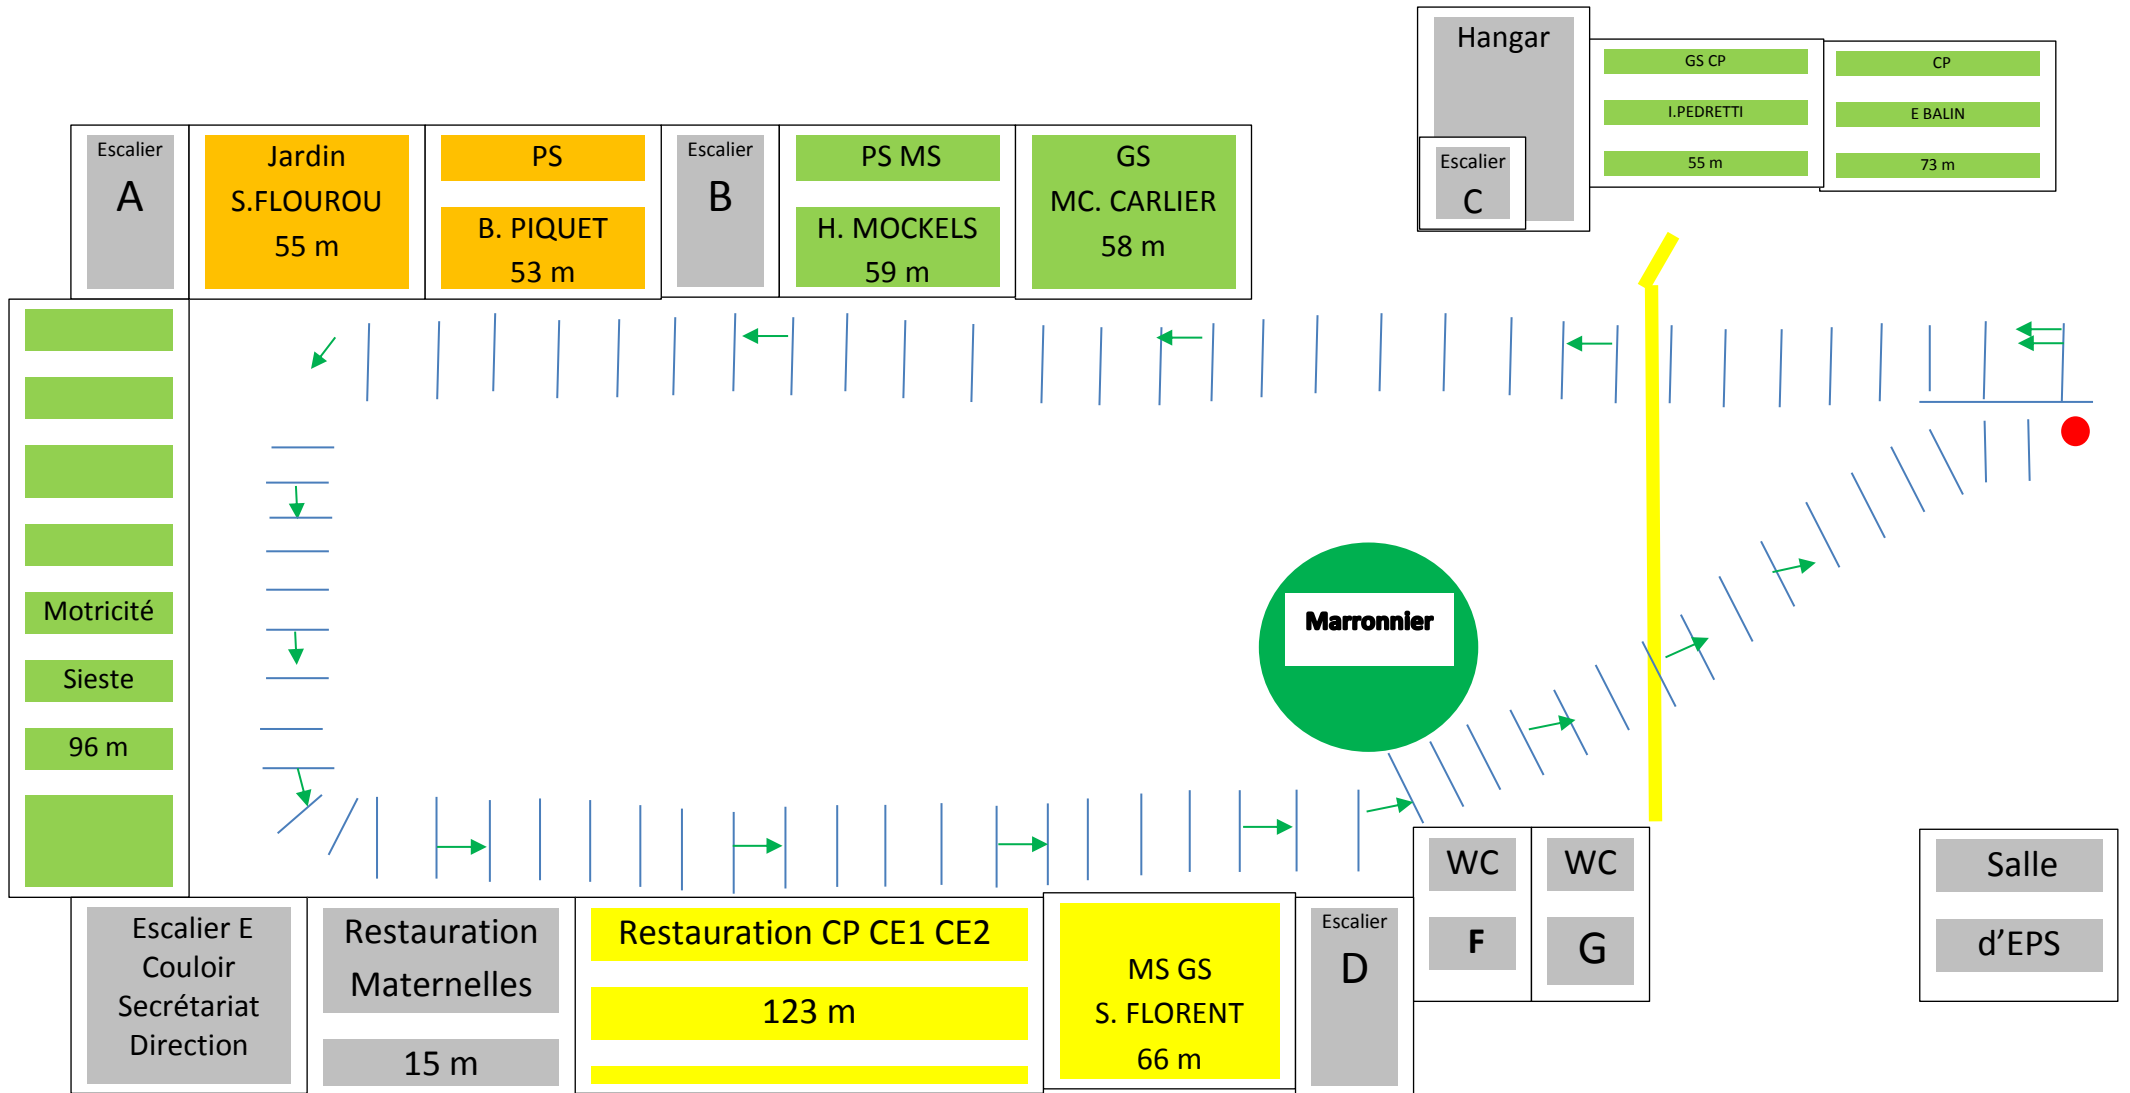 Hangar
GS CP
I.PEDRETTI
55 m
CP
E BALIN
73 m
Escalier
C
Escalier
A
Jardin
S.FLOUROU
55 m
PS
B. PIQUET
53 m
Escalier
B
PS MS
H. MOCKELS
59 m
GS
MC. CARLIER
58 m
Motricité
Sieste
96 m
Marronnier
Escalier E
Couloir
Secrétariat
Direction
Restauration
Maternelles
15 m
Restauration CP CE1 CE2
123 m
MS GS
S. FLORENT
66 m
Escalier
D
WC
F
WC
G
Salle
d’EPS